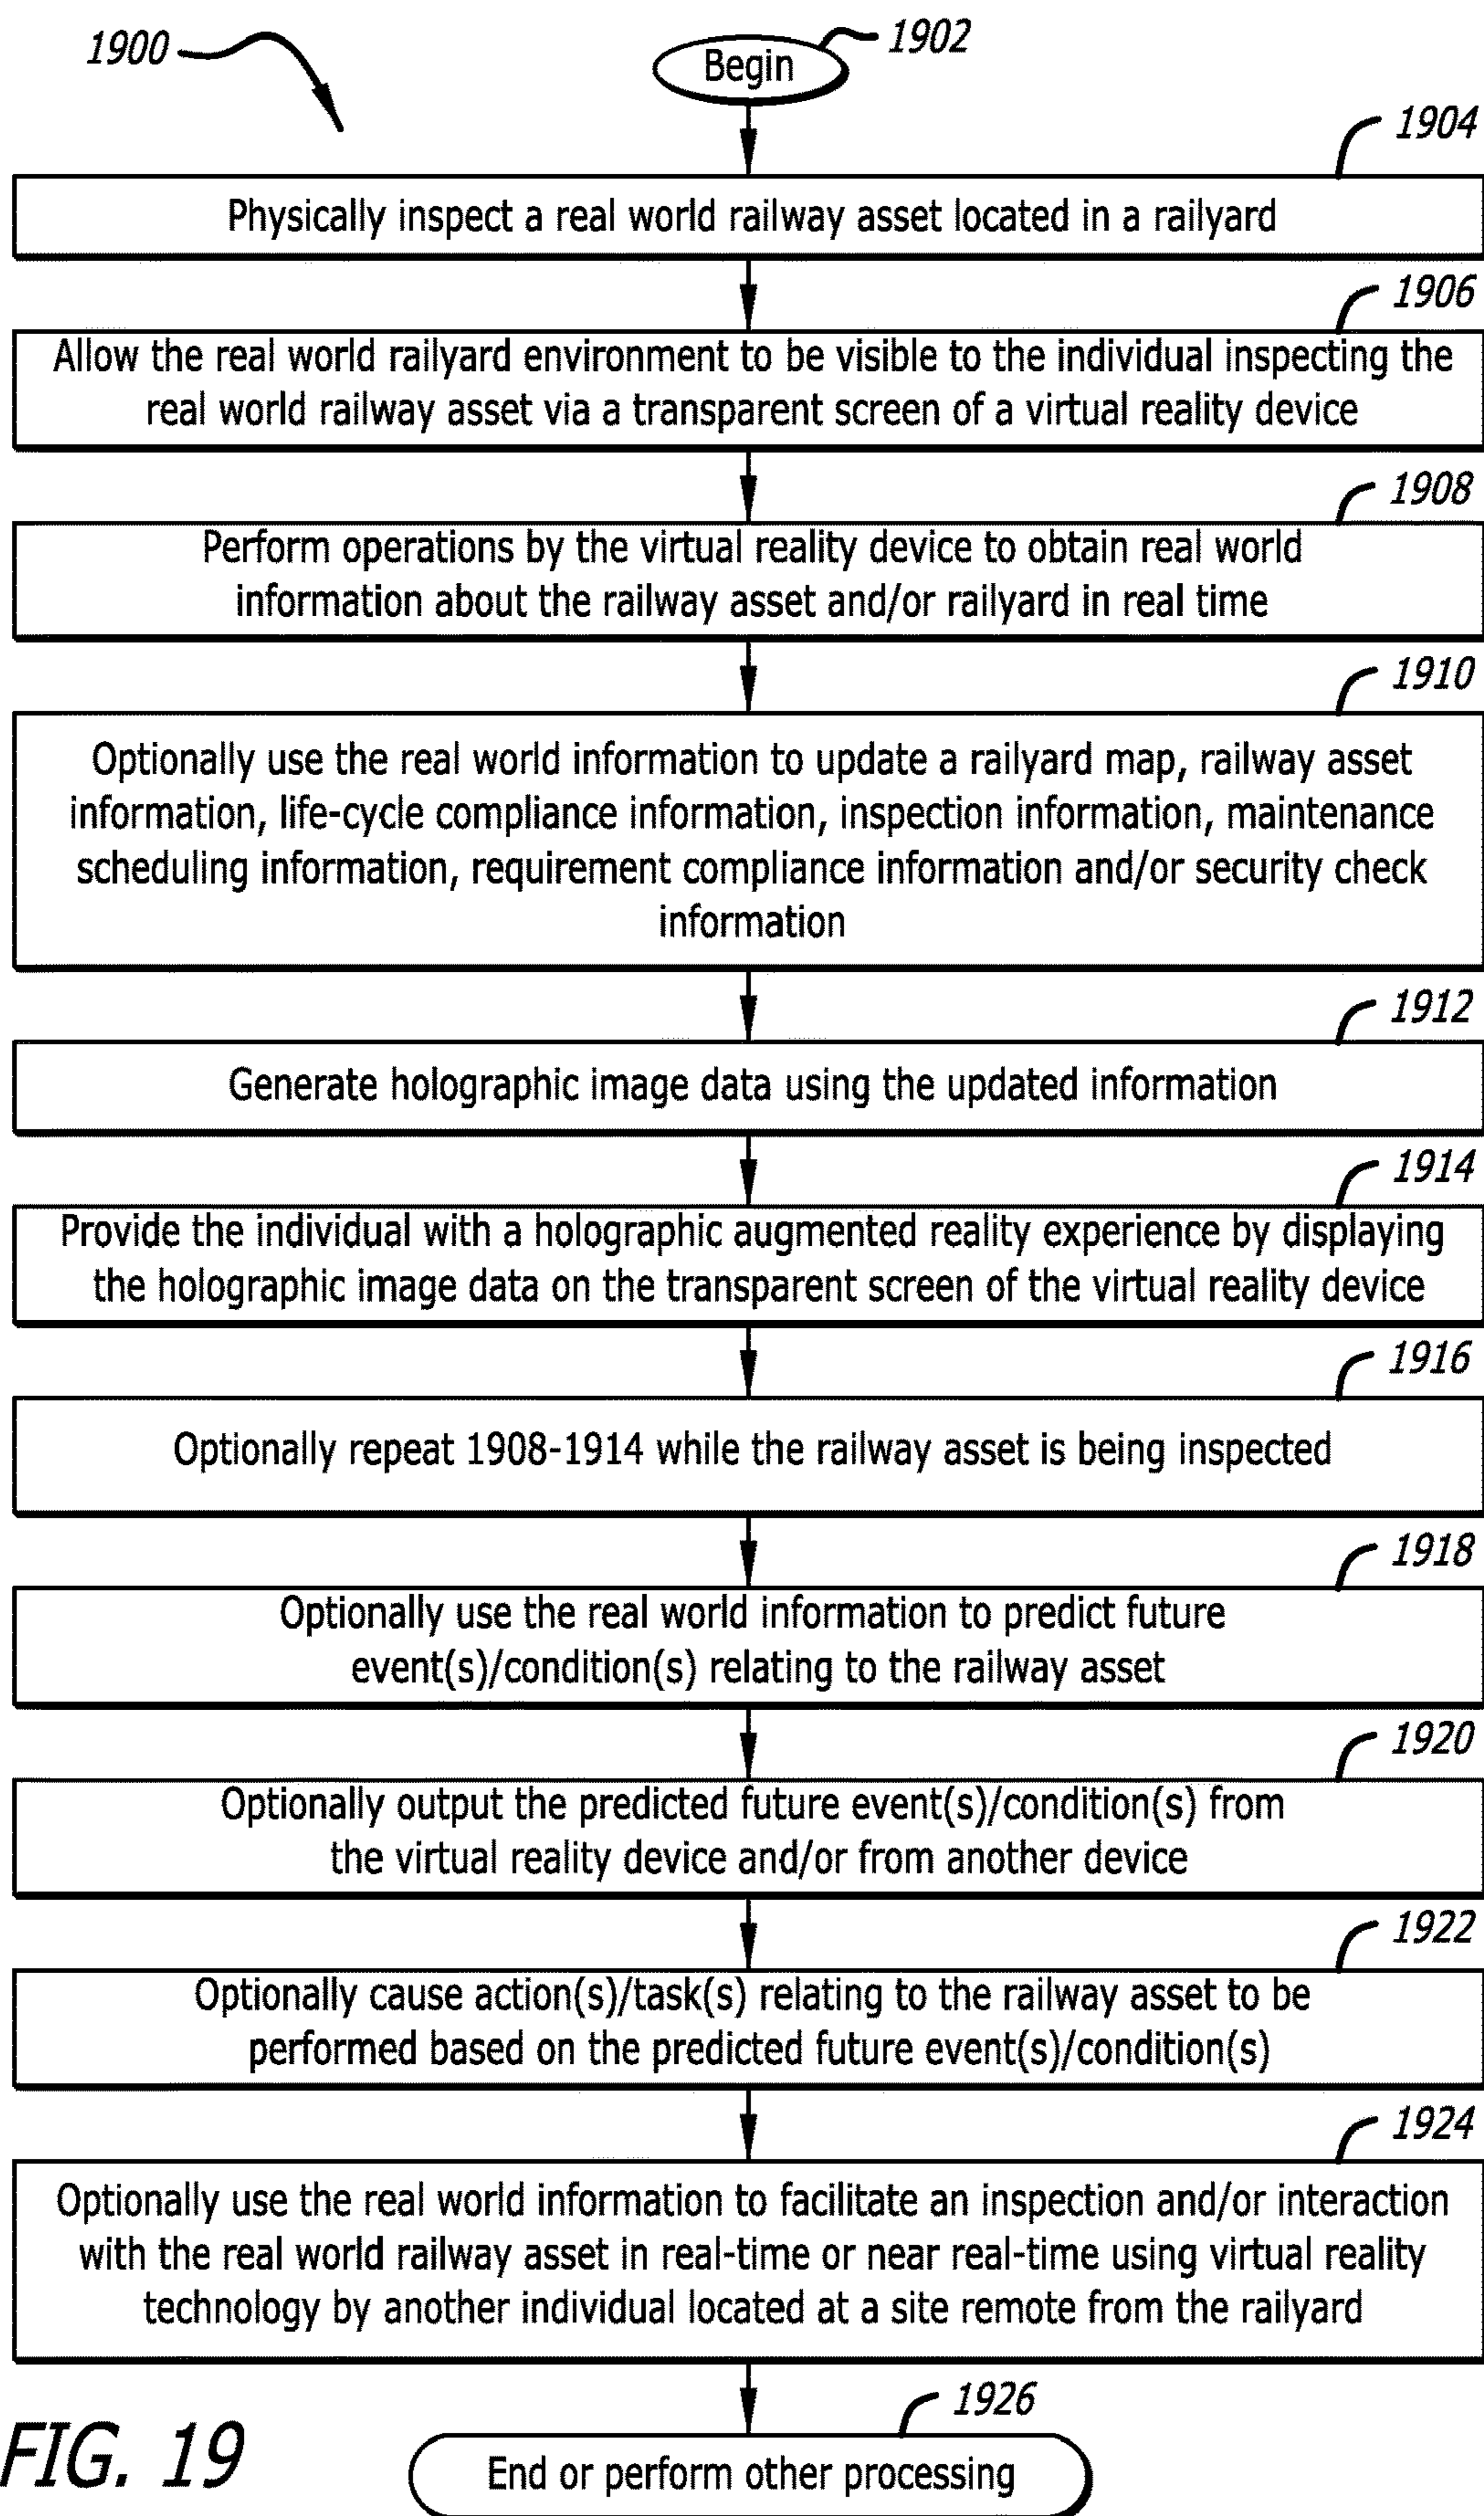 1900
Begin
1902
1904
Physically inspect a real world railway asset located in a railyard
1906
Allow the real world railyard environment to be visible to the individual inspecting the
real world railway asset via a transparent screen of a virtual reality device
1908
Perform operations by the virtual reality device to obtain real world
information about the railway asset and/or railyard in real time
1910
Optionally use the real world information to update a railyard map, railway asset
information, life-cycle compliance information, inspection information, maintenance
scheduling information, requirement compliance information and/or security check
information
1912
Generate holographic image data using the updated information
1914
Provide the individual with a holographic augmented reality experience by displaying
the holographic image data on the transparent screen of the virtual reality device
1916
Optionally repeat 1908-1914 while the railway asset is being inspected
1918
Optionally use the real world information to predict future
event(s)/condition(s) relating to the railway asset
1920
Optionally output the predicted future event(s)/condition(s) from
the virtual reality device and/or from another device
1922
Optionally cause action(s)/task(s) relating to the railway asset to be
performed based on the predicted future event(s)/condition(s)
1924
Optionally use the real world information to facilitate an inspection and/or interaction
with the real world railway asset in real-time or near real-time using virtual reality
technology by another individual located at a site remote from the railyard
1926
End or perform other processing
FIG. 19